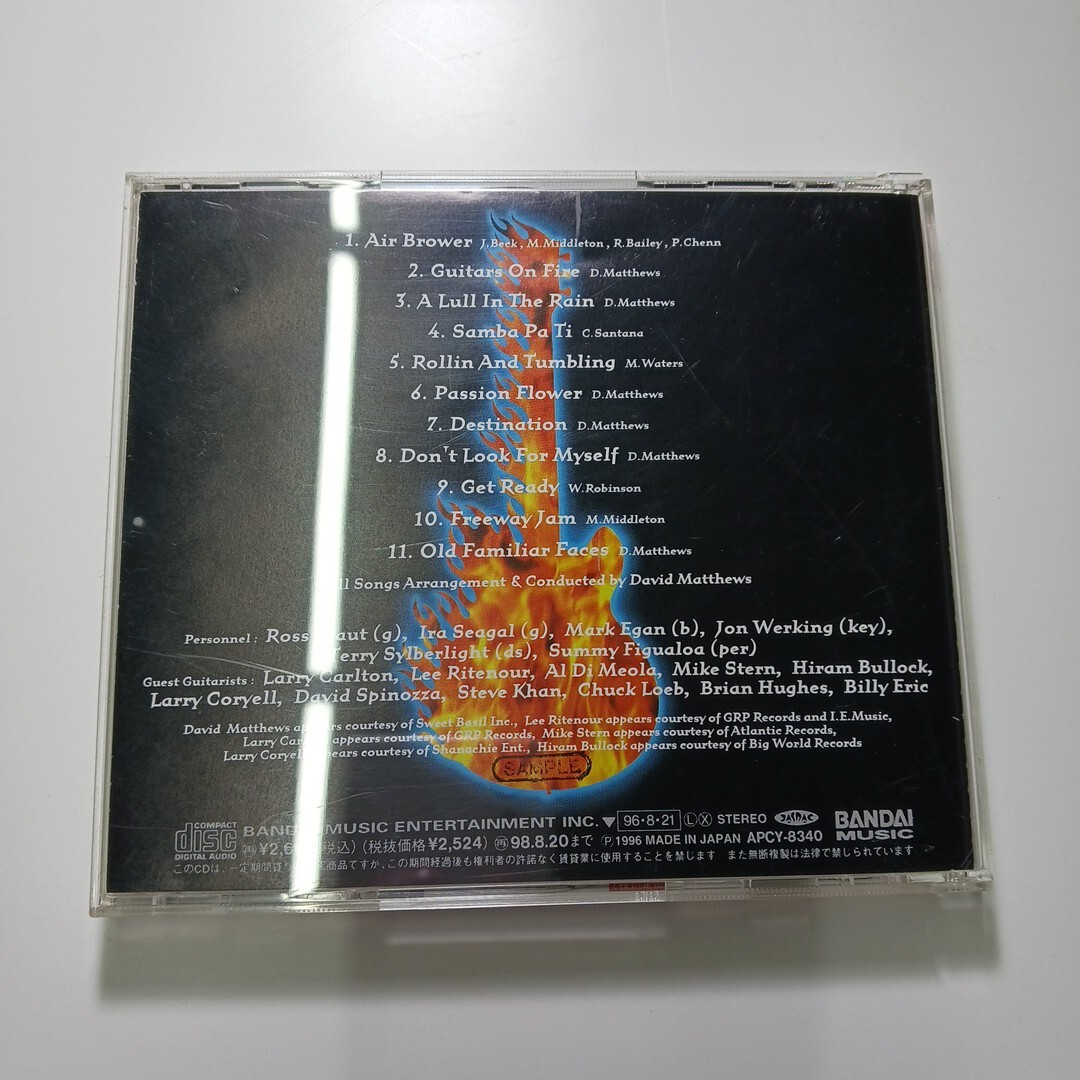 1. Air Brower J.Beck, M.Middleton, R.Bailey, P.Chenn
2. Guitars On Fire D.Matthews
3. A Lull In The Rain D.Matthews
4. Samba Pa Ti C.Santana
5. Rollin And Tumbling M.Waters
6. Passion Flower D.Matthews
7. Destination D.Matthews
8. Don't Look For Myself D.Matthews
9. Get Ready W.Robinson
10. Freeway Jam M.Middleton
11. Old Familiar Faces D.Matthews
Songs Arrangement & Conducted by David Matthews
Personnel: (g), Ira Seagal (g), Mark Egan (b), Jon Werking (key),
Terry Sylberlight (ds), Summy Figualoa (per)
Guest Guitarists: Larry Carlton, Lee Ritenour, Al Di Meola, Mike Stern, Hiram Bullock,
Larry Coryell, David Spinozza, Steve Khan, Chuck Loeb, Brian Hughes, Billy Eric
David Matthews appears courtesy of Sweet Basil Inc., Lee Ritenour appears courtesy of GRP Records and I.E.Music,
Larry appears courtesy of GRP Records, Mike Stern appears courtesy of Atlantic Records,
Larry Coryell appears courtesy of Shanachie Ent., Hiram Bullock appears courtesy of Big World Records
SAMPLE
COMPACT
disc
DIGITAL AUDIO
BANDAI MUSIC ENTERTAINMENT INC.▼ 96・8・21 Ⓛ Ⓧ STEREO JASRAC BANDAI
MUSIC
(税抜価格¥2,524) ㊢98.8.20まで Ⓟ1996 MADE IN JAPAN APCY-8340
このCDは、一定期間 商品ですか、この期間経過後も権利者の許諾なく賃貸業に使用することを禁じます また無断複製は法律で禁じられています